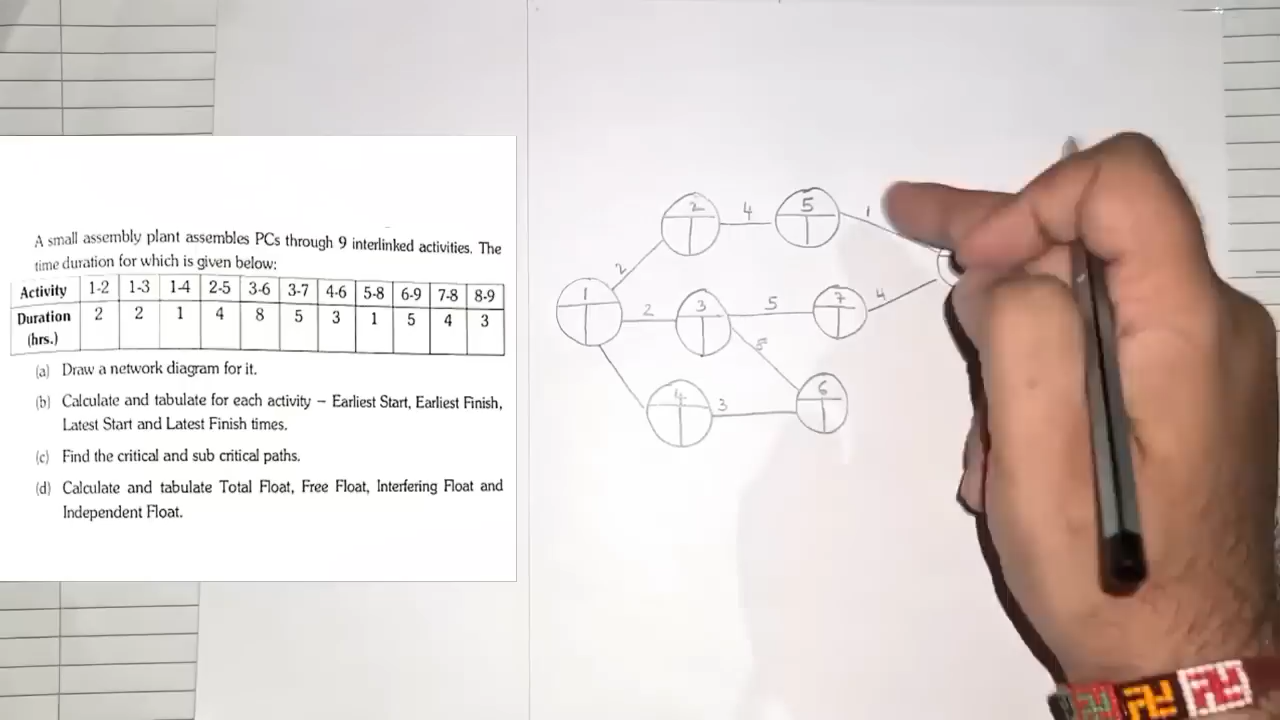 A small assembly plant assembles PCs through 9 interlinked activities. The
time duration for which is given below:
Activity 1-2 1-3 1-4 2-5 3-6 3-7 4-6 5-8 6-9 7-8 8-9
Duration 2 2 1 4 8 5 3 1 5 4 3
(hrs.)
(a) Draw a network diagram for it.
(b) Calculate and tabulate for each activity – Earliest Start, Earliest Finish,
Latest Start and Latest Finish times.
(c) Find the critical and sub critical paths.
(d) Calculate and tabulate Total Float, Free Float, Interfering Float and
Independent Float.
2 4 5 1
2
1 2 3 5 7 4
8
4 3 6